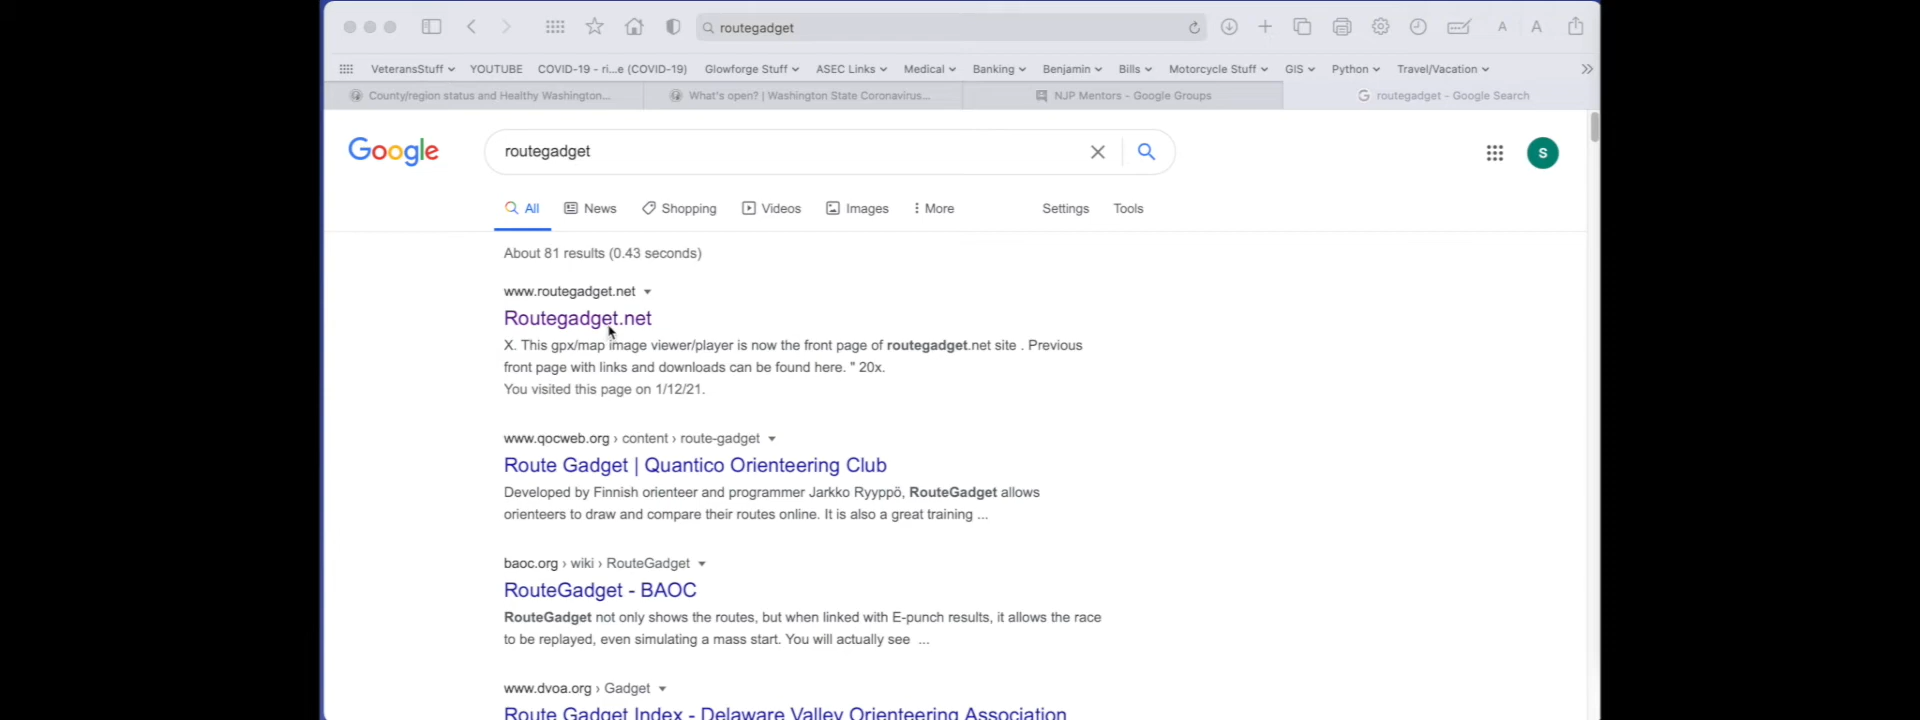 routegadget
A A
VeteransStuff YOUTUBE COVID-19 - ri...e (COVID-19) Glowforge Stuff ASEC Links Medical Banking Benjamin Bills Motorcycle Stuff GIS Python Travel/Vacation
County/region status and Healthy Washington... What's open? | Washington State Coronavirus... NJP Mentors - Google Groups G routegadget - Google Search
Google routegadget S
All News Shopping Videos Images More Settings Tools
About 81 results (0.43 seconds)
www.routegadget.net
Routegadget.net
X. This gpx/map image viewer/player is now the front page of routegadget.net site . Previous
front page with links and downloads can be found here. " 20x.
You visited this page on 1/12/21.
www.qocweb.org › content › route-gadget
Route Gadget | Quantico Orienteering Club
Developed by Finnish orienteer and programmer Jarkko Ryyppö, RouteGadget allows
orienteers to draw and compare their routes online. It is also a great training ...
baoc.org › wiki › RouteGadget
RouteGadget - BAOC
RouteGadget not only shows the routes, but when linked with E-punch results, it allows the race
to be replayed, even simulating a mass start. You will actually see ...
www.dvoa.org › Gadget
Route Gadget Index - Delaware Valley Orienteering Association